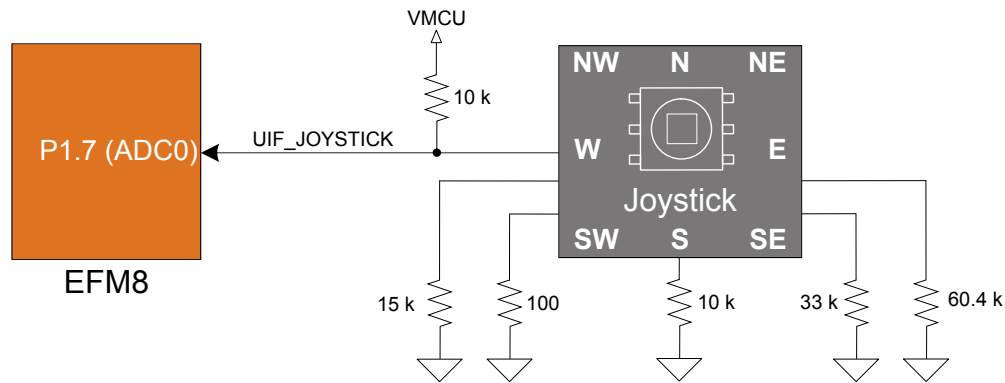 VMCU
NW N NE
10 k
P1.7 (ADC0)
UIF_JOYSTICK
W E
Joystick
SW S SE
EFM8
15 k
100
10 k
33 k
60.4 k